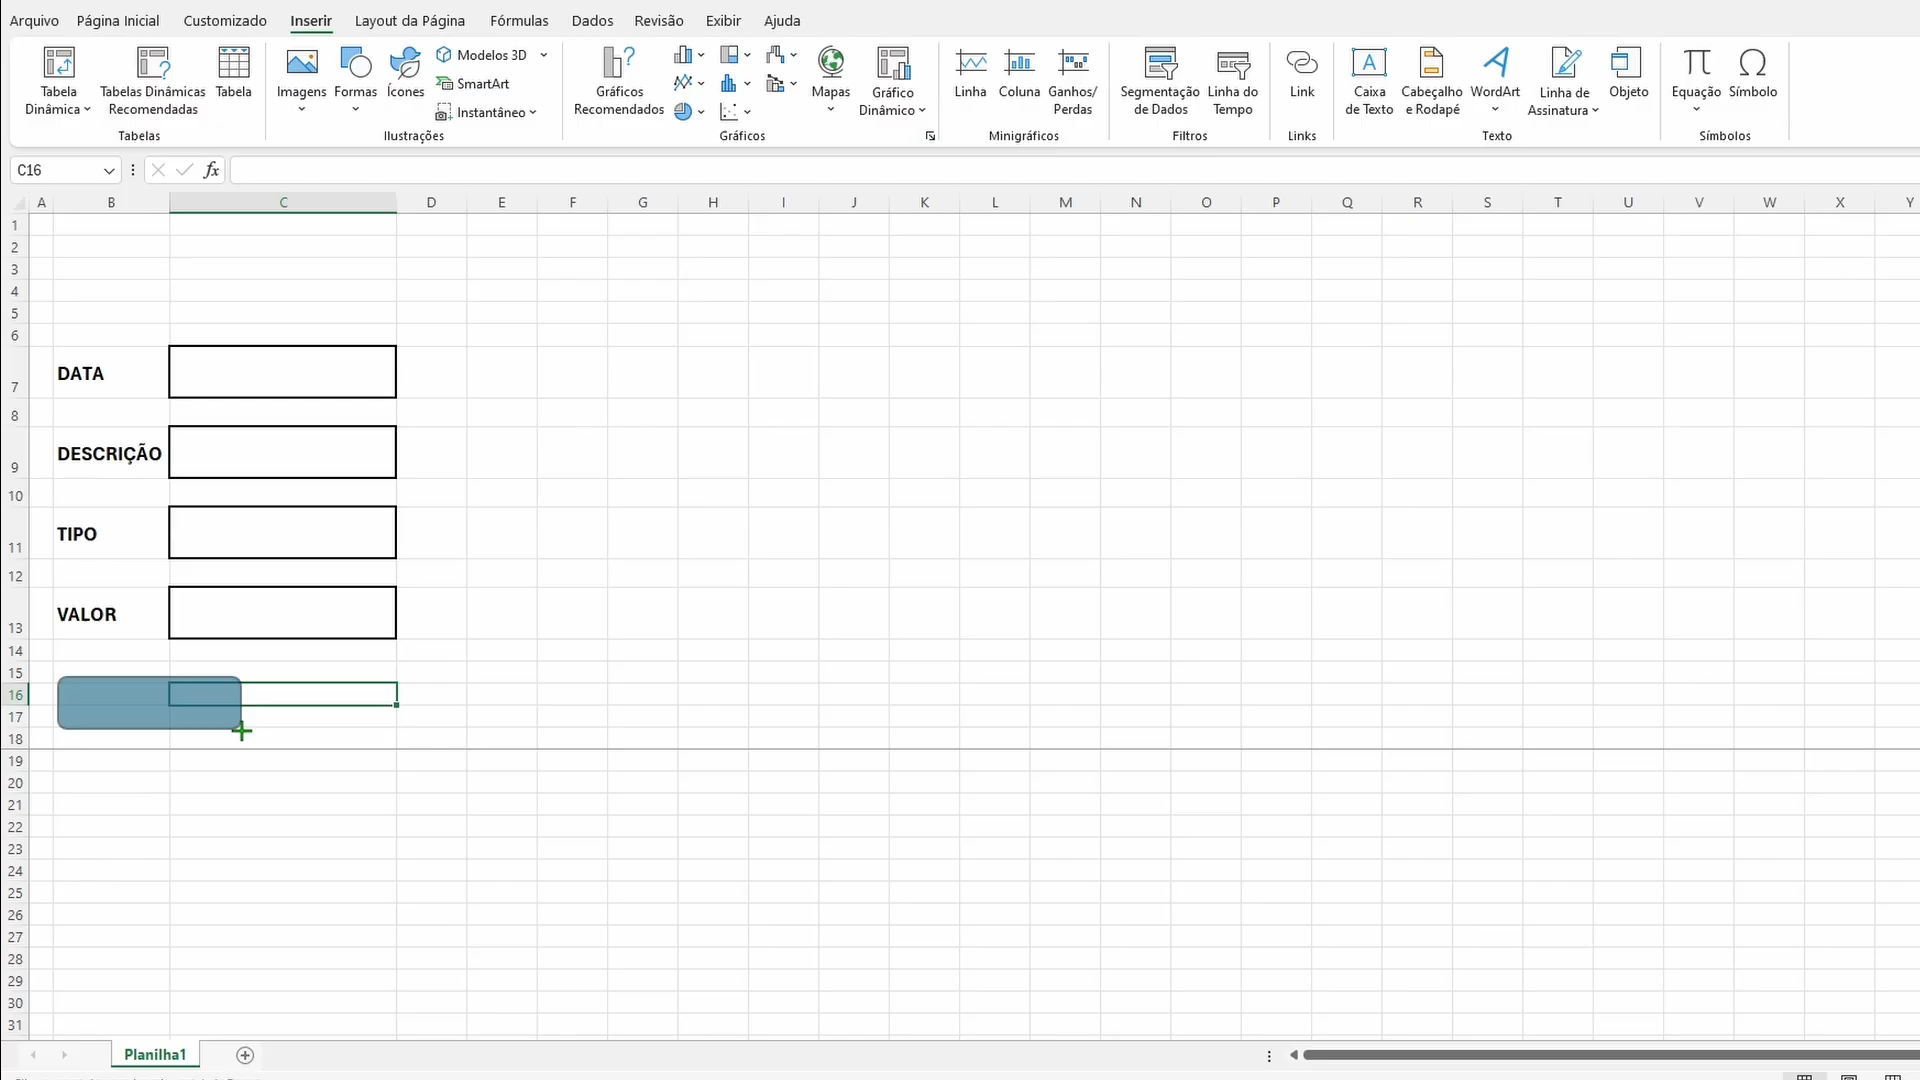 Arquivo Página Inicial Customizado Inserir Layout da Página Fórmulas Dados Revisão Exibir Ajuda
Tabela Dinâmica
Tabelas Dinâmicas Recomendadas
Tabela
Tabelas
Imagens
Formas
Ícones
Modelos 3D
SmartArt
Instantâneo
Ilustrações
Gráficos Recomendados
Mapas
Gráfico Dinâmico
Gráficos
Linha
Coluna
Ganhos/ Perdas
Minigráficos
Segmentação de Dados
Linha do Tempo
Filtros
Link
Links
Caixa de Texto
Cabeçalho e Rodapé
WordArt
Linha de Assinatura
Objeto
Texto
Equação
Símbolo
Símbolos
C16 fx
A B C D E F G H I J K L M N O P Q R S T U V W X Y
1
2
3
4
5
6
7 DATA
8
9 DESCRIÇÃO
10
11 TIPO
12
13 VALOR
14
15
16
17
18
19
20
21
22
23
24
25
26
27
28
29
30
31
Planilha1